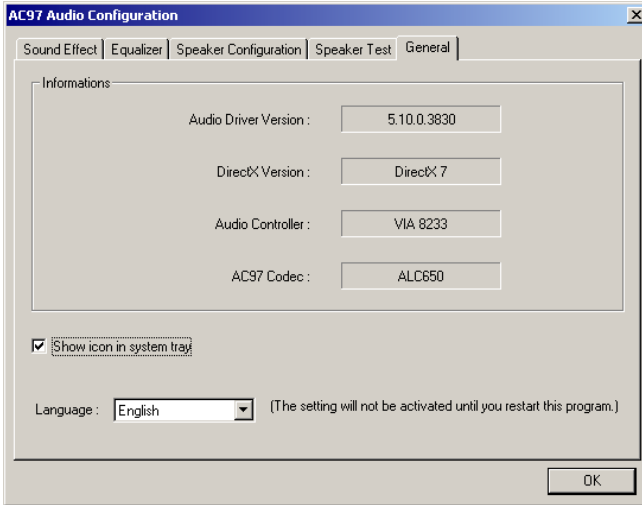 AC97 Audio Configuration
Sound Effect Equalizer Speaker Configuration Speaker Test General
Informations
Audio Driver Version : 5.10.0.3830
DirectX Version : DirectX 7
Audio Controller : VIA 8233
AC97 Codec : ALC650
Show icon in system tray
Language : English (The setting will not be activated until you restart this program.)
OK